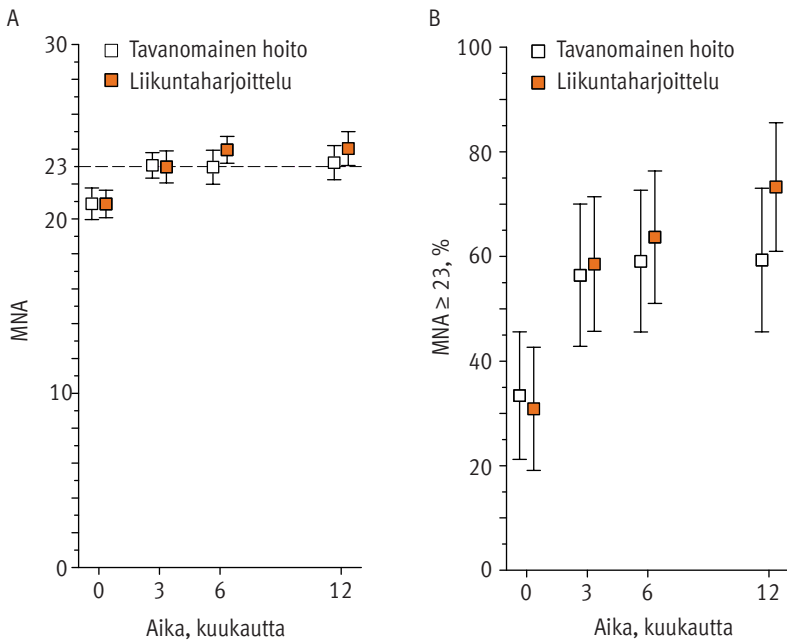 A
30
Tavanomainen hoito
Liikuntaharjoittelu
23
20
10
0
MNA
0 3 6 12
Aika, kuukautta
B
100
Tavanomainen hoito
Liikuntaharjoittelu
80
60
40
20
0
MNA ≥ 23, %
0 3 6 12
Aika, kuukautta